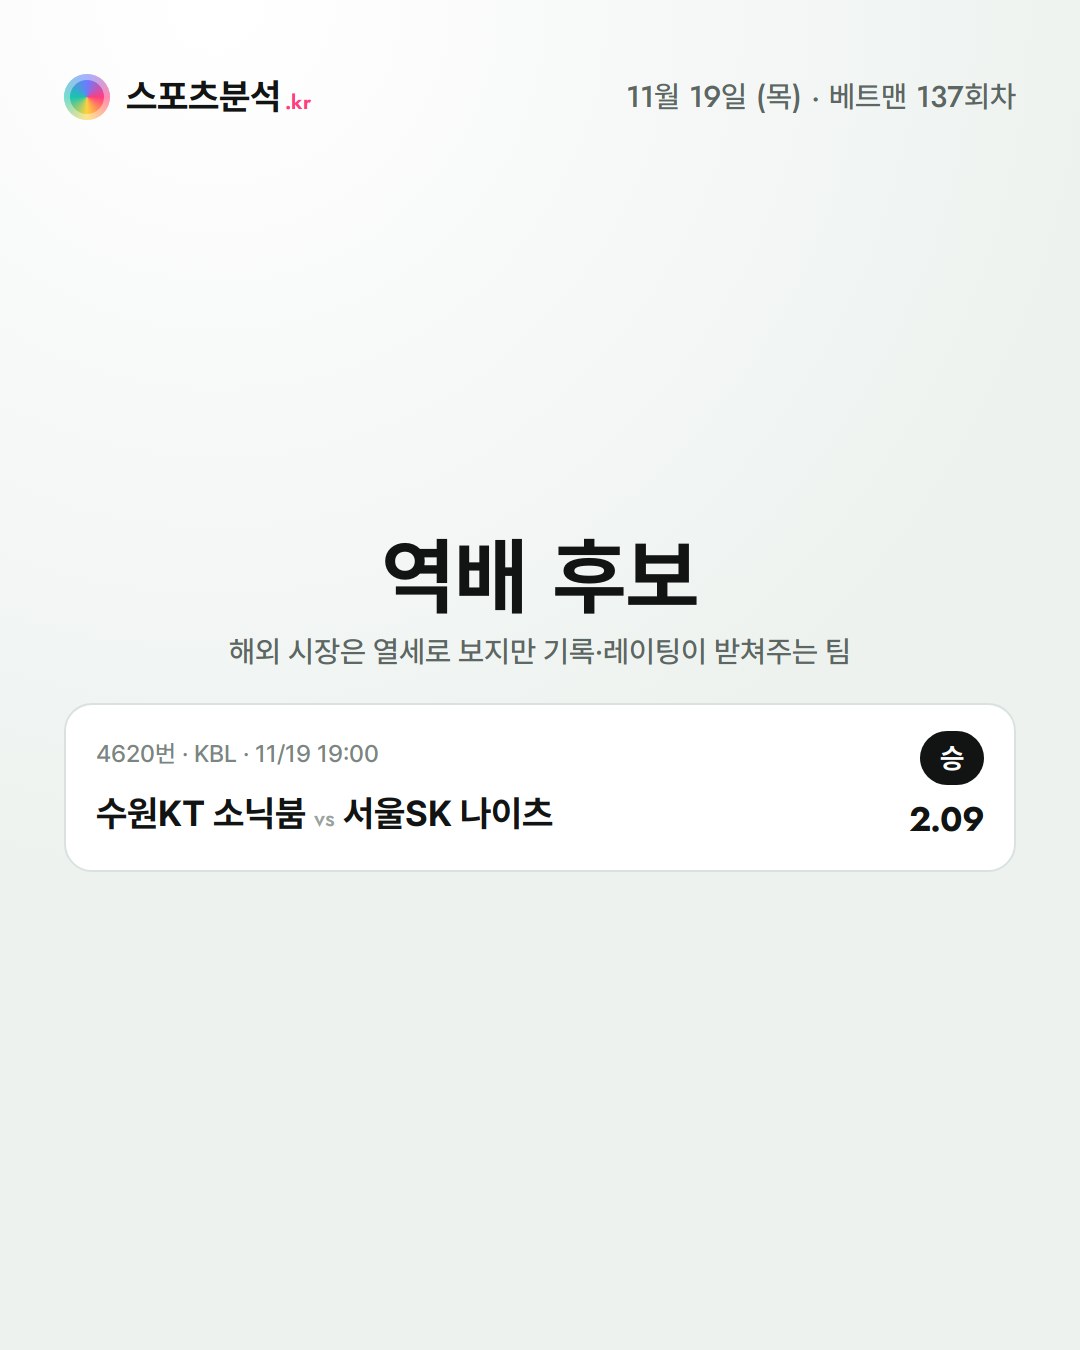 스포츠분석.kr
11월 19일 (목) · 베트맨 137회차
역배 후보
해외 시장은 열세로 보지만 기록·레이팅이 받쳐주는 팀
4620번 · KBL · 11/19 19:00
승
수원KT 소닉붐 vs 서울SK 나이츠
2.09